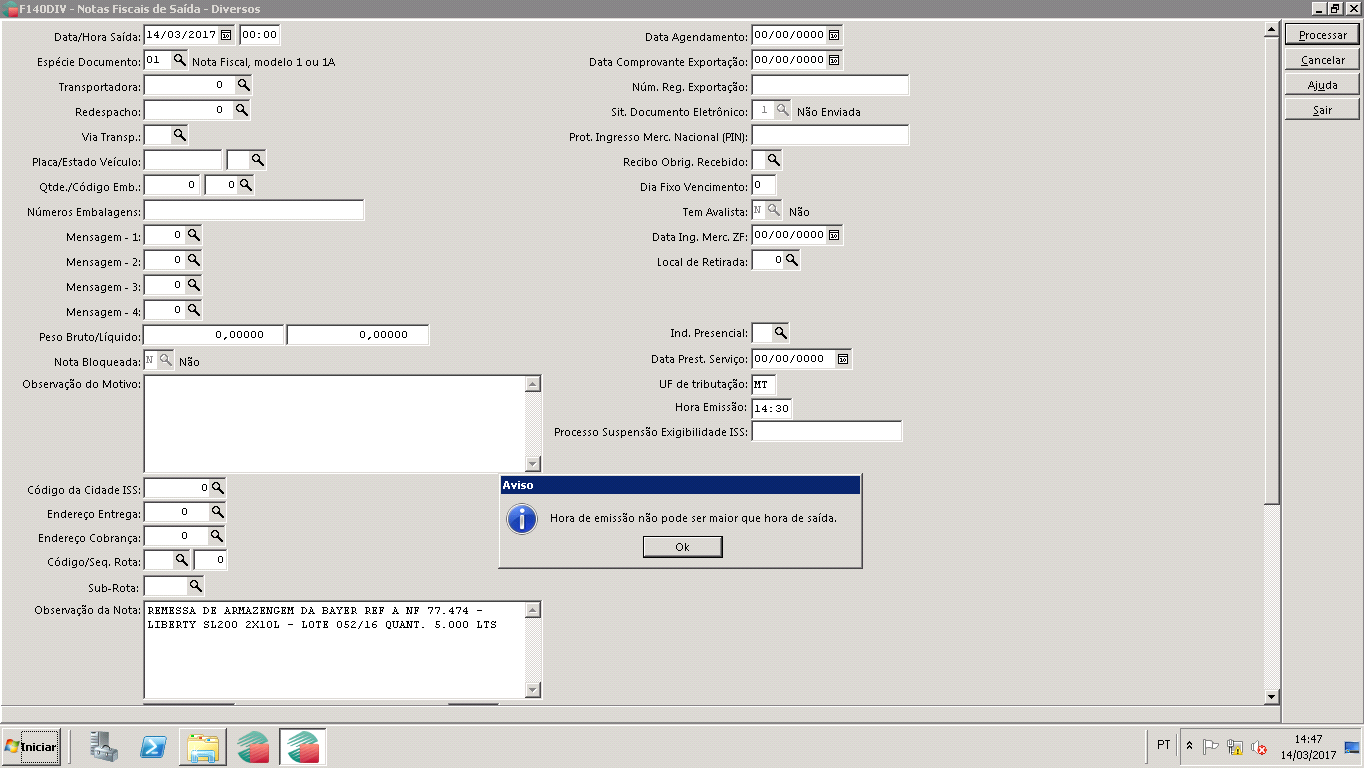 F140DIV - Notas Fiscais de Saída - Diversos
Data/Hora Saída: 14/03/2017 00:00
Espécie Documento: 01 Nota Fiscal, modelo 1 ou 1A
Transportadora: 0
Redespacho: 0
Via Transp.:
Placa/Estado Veículo:
Qtde./Código Emb.: 0 0
Números Embalagens:
Mensagem - 1: 0
Mensagem - 2: 0
Mensagem - 3: 0
Mensagem - 4: 0
Peso Bruto/Líquido: 0,00000 0,00000
Nota Bloqueada: N Não
Observação do Motivo:
Código da Cidade ISS: 0
Endereço Entrega: 0
Endereço Cobrança: 0
Código/Seq. Rota: 0
Sub-Rota:
Observação da Nota: REMESSA DE ARMAZENGEM DA BAYER REF A NF 77.474 -
LIBERTY SL200 2X10L - LOTE 052/16 QUANT. 5.000 LTS
Data Agendamento: 00/00/0000
Data Comprovante Exportação: 00/00/0000
Núm. Reg. Exportação:
Sit. Documento Eletrônico: 1 Não Enviada
Prot. Ingresso Merc. Nacional (PIN):
Recibo Obrig. Recebido:
Dia Fixo Vencimento: 0
Tem Avalista: N Não
Data Ing. Merc. ZF: 00/00/0000
Local de Retirada: 0
Ind. Presencial:
Data Prest. Serviço: 00/00/0000
UF de tributação: MT
Hora Emissão: 14:30
Processo Suspensão Exigibilidade ISS:
Processar
Cancelar
Ajuda
Sair
Aviso
Hora de emissão não pode ser maior que hora de saída.
Ok
Iniciar
PT
14:47
14/03/2017